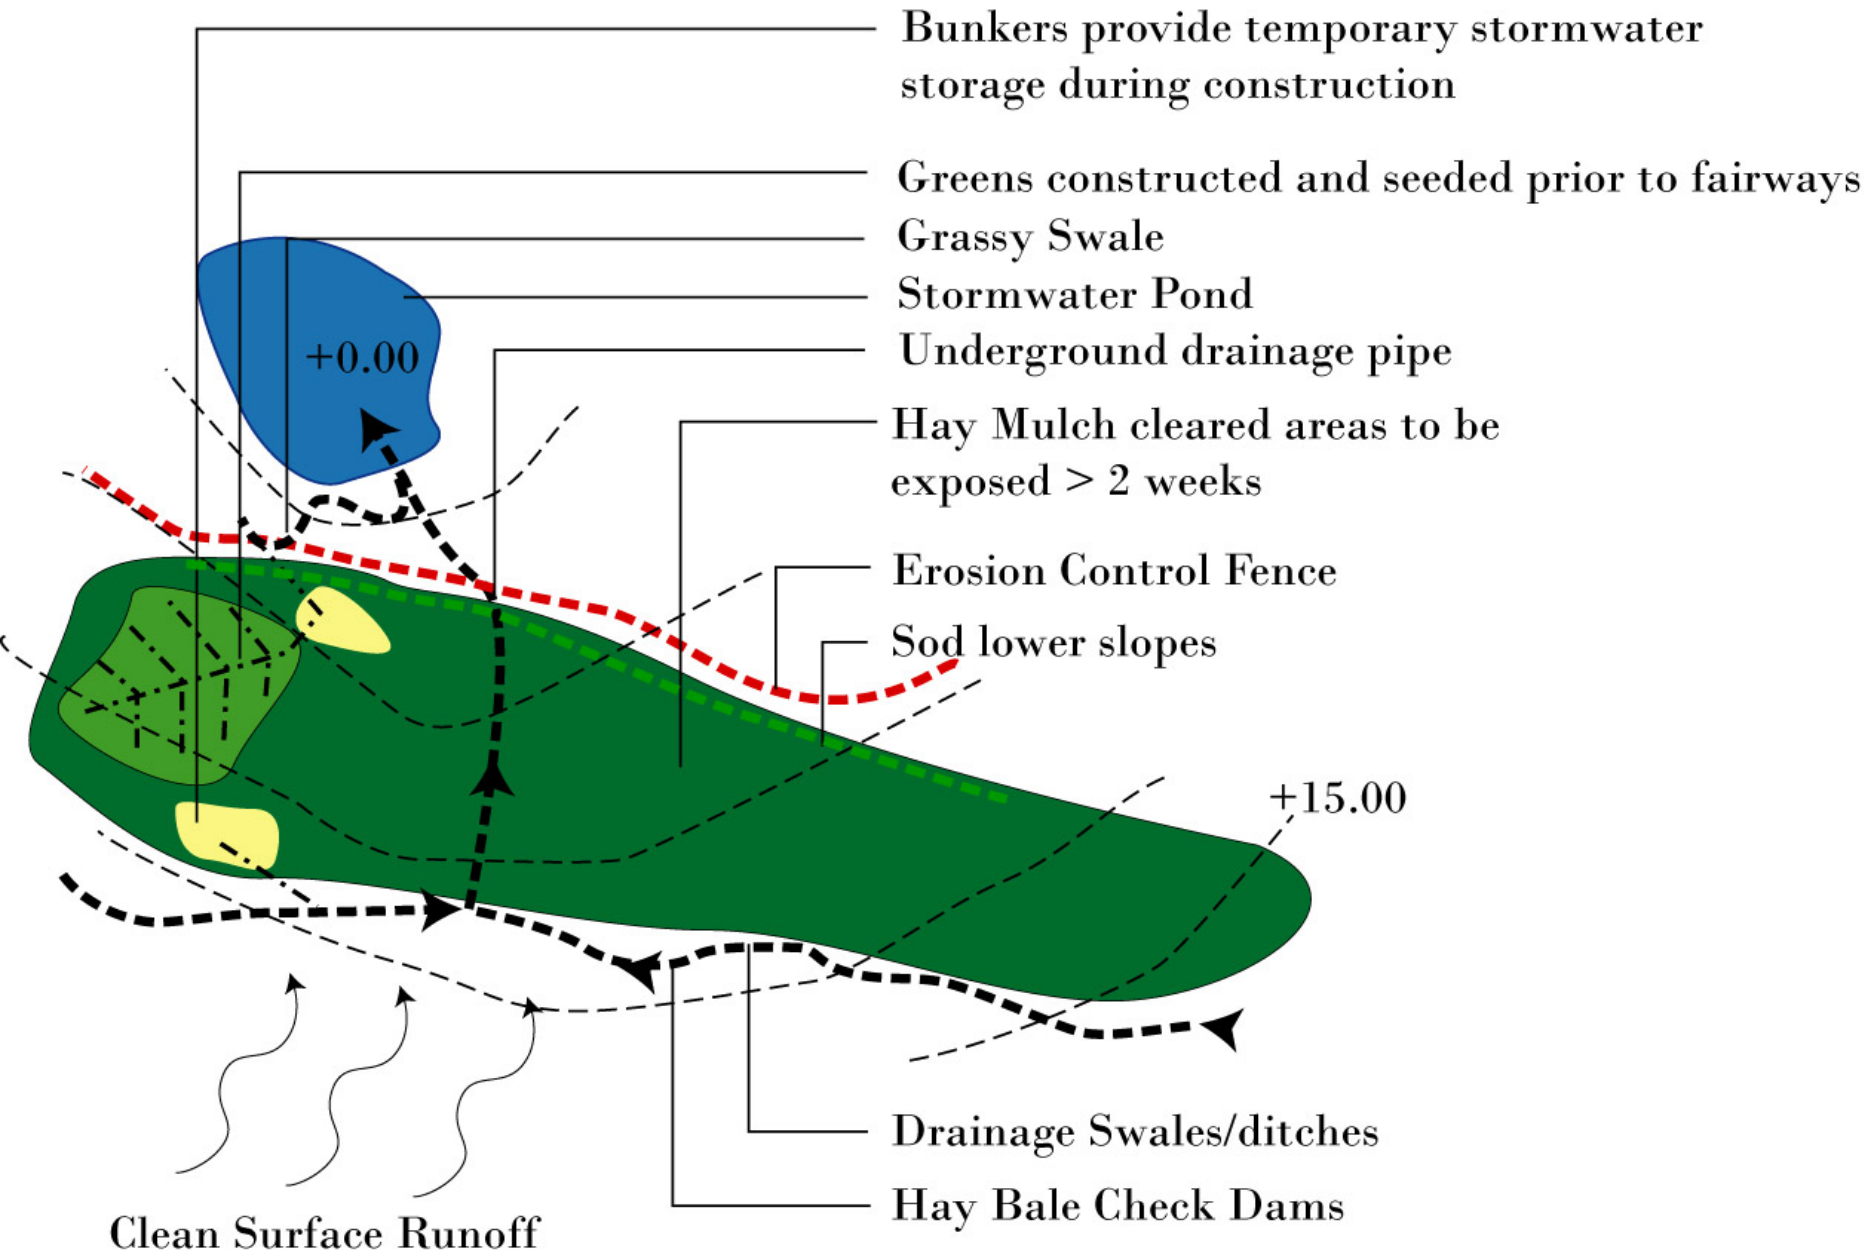 Bunkers provide temporary stormwater
storage during construction
Greens constructed and seeded prior to fairways
Grassy Swale
Stormwater Pond
Underground drainage pipe
+0.00
Hay Mulch cleared areas to be
exposed > 2 weeks
Erosion Control Fence
Sod lower slopes
+15.00
Drainage Swales/ditches
Hay Bale Check Dams
Clean Surface Runoff